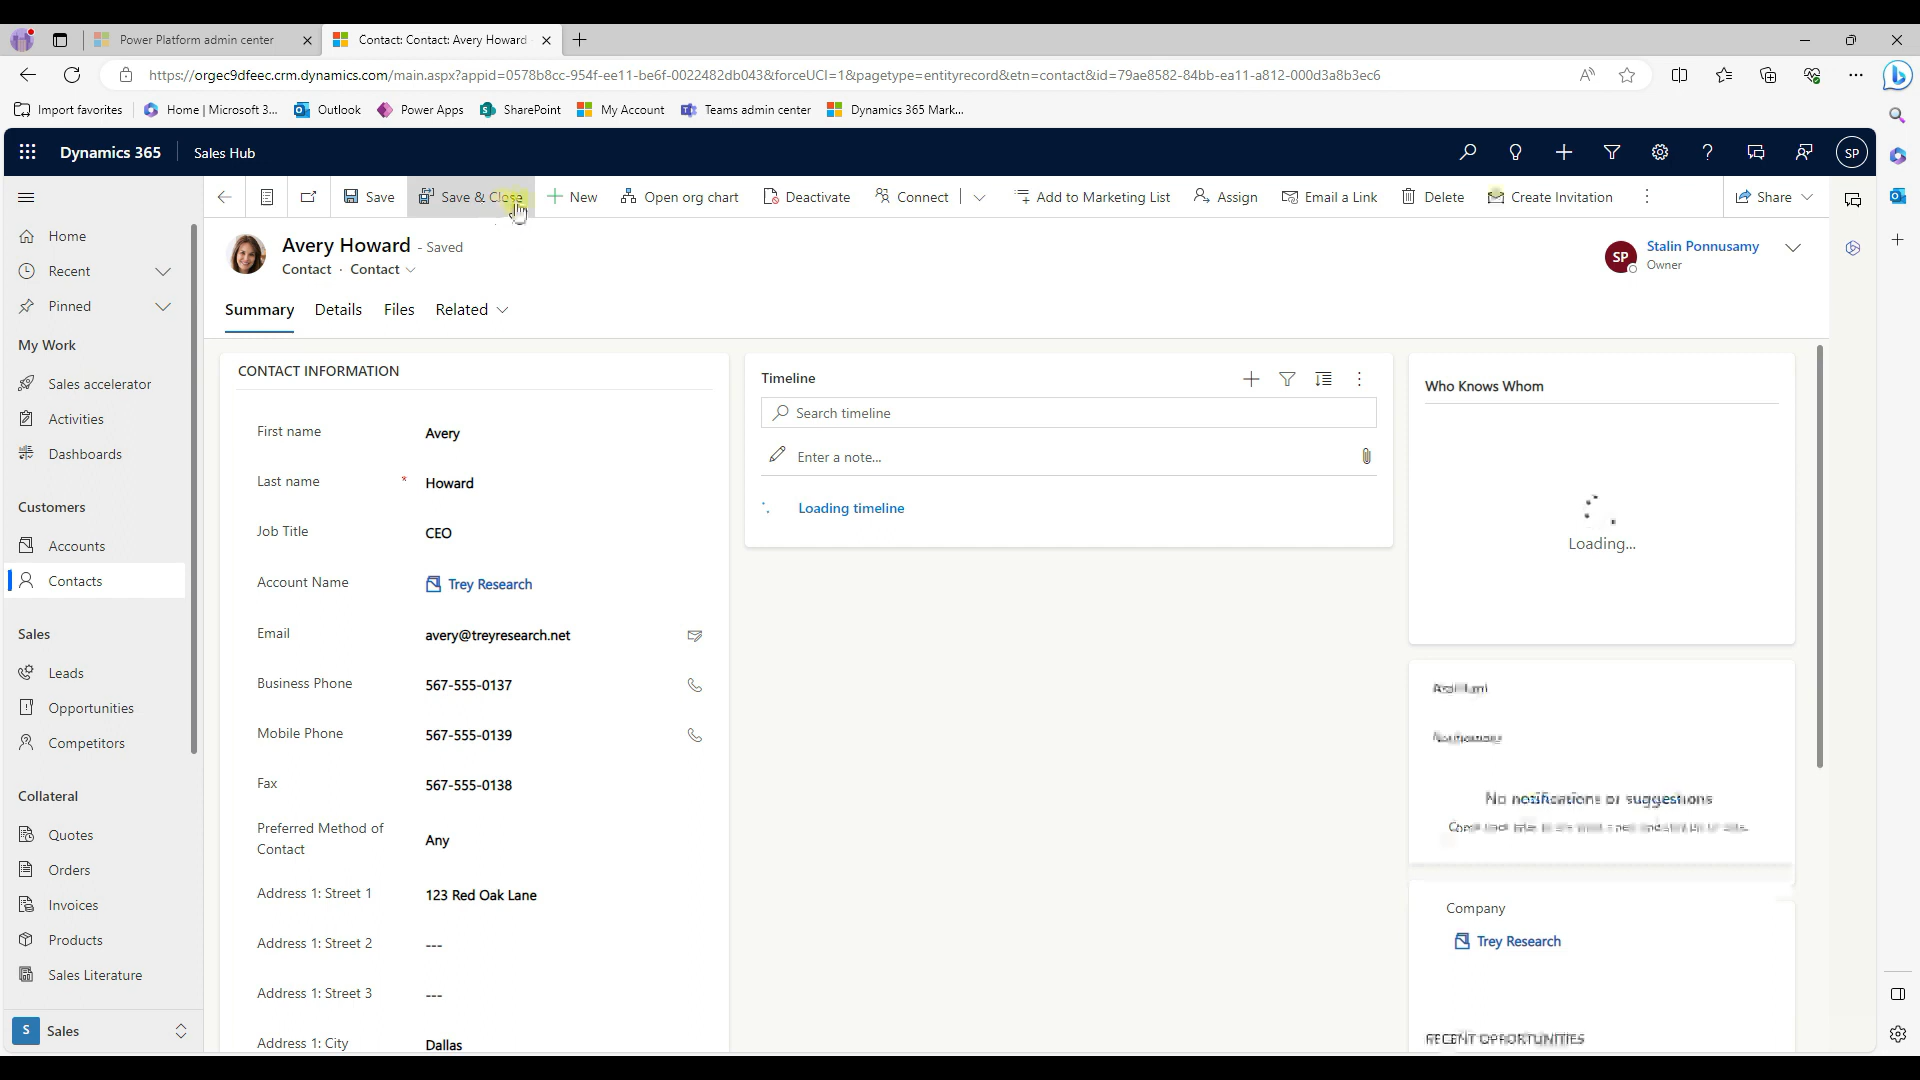 Power Platform admin center
Contact: Contact: Avery Howard
https://orgec9dfeec.crm.dynamics.com/main.aspx?appid=0578b8cc-954f-ee11-be6f-0022482db043&forceUCI=1&pagetype=entityrecord&etn=contact&id=79ae8582-84bb-ea11-a812-000d3a8b3ec6
Import favorites
Home | Microsoft 3...
Outlook
Power Apps
SharePoint
My Account
Teams admin center
Dynamics 365 Mark...
Dynamics 365
Sales Hub
SP
Save
Save & Close
New
Open org chart
Deactivate
Connect
Add to Marketing List
Assign
Email a Link
Delete
Create Invitation
Share
Home
Recent
Pinned
My Work
Sales accelerator
Activities
Dashboards
Customers
Accounts
Contacts
Sales
Leads
Opportunities
Competitors
Collateral
Quotes
Orders
Invoices
Products
Sales Literature
S Sales
Avery Howard - Saved
Contact · Contact
SP
Stalin Ponnusamy
Owner
Summary
Details
Files
Related
CONTACT INFORMATION
First name
Avery
Last name * Howard
Job Title
CEO
Account Name
Trey Research
Email
avery@treyresearch.net
Business Phone
567-555-0137
Mobile Phone
567-555-0139
Fax
567-555-0138
Preferred Method of
Contact
Any
Address 1: Street 1
123 Red Oak Lane
Address 1: Street 2
---
Address 1: Street 3
---
Address 1: City
Dallas
Timeline
Search timeline
Enter a note...
Loading timeline
Who Knows Whom
Loading...
No notifications or suggestions
Company
Trey Research
RECENT OPPORTUNITIES